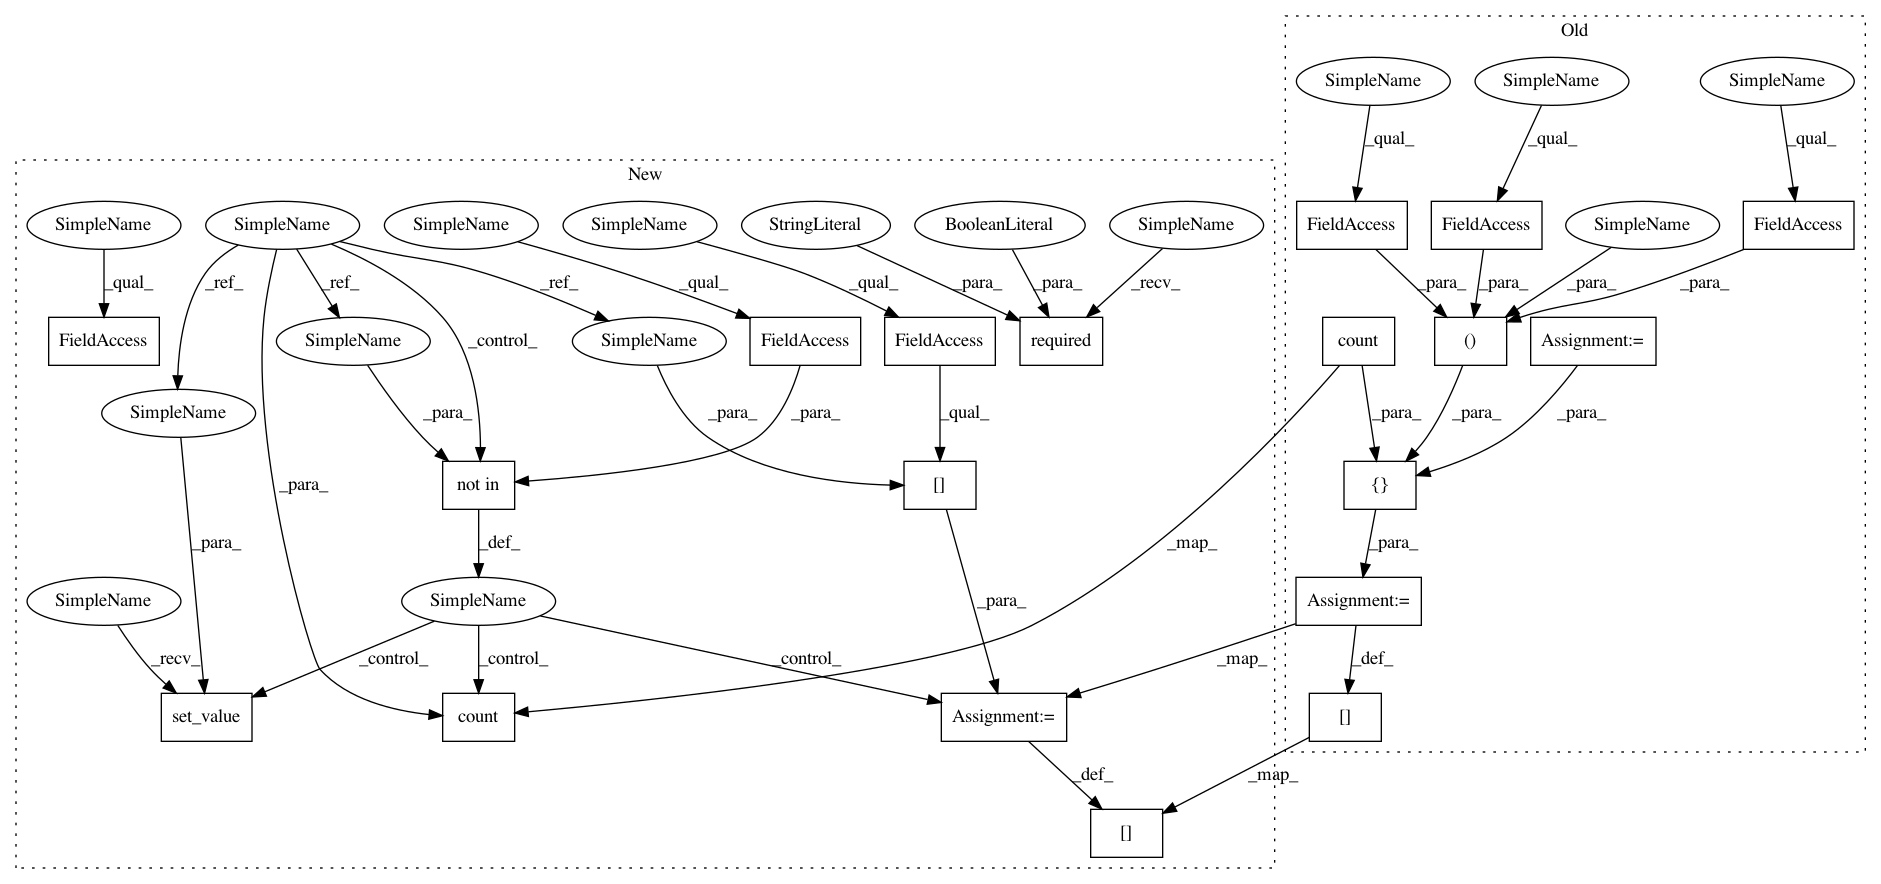 Old
SimpleName
SimpleName
SimpleName
_qual_
_qual_
_qual_
New
SimpleName
SimpleName
SimpleName
SimpleName
StringLiteral
BooleanLiteral
SimpleName
FieldAccess
FieldAccess
SimpleName
FieldAccess
_qual_
_ref_
_ref_
_ref_
_qual_
_qual_
_para_
_para_
_recv_
_para_
_para_
_para_
_para_
FieldAccess
SimpleName
_control_
SimpleName
FieldAccess
FieldAccess
required
count
()
Assignment:=
SimpleName
_para_
_para_
_para_
_qual_
_para_
_para_
_para_
_para_
not in
[]
{}
_para_
_def_
_map_
_para_
SimpleName
SimpleName
_para_
Assignment:=
_recv_
_control_
_control_
_control_
_map_
_def_
set_value
count
Assignment:=
[]
_def_
_map_
[]